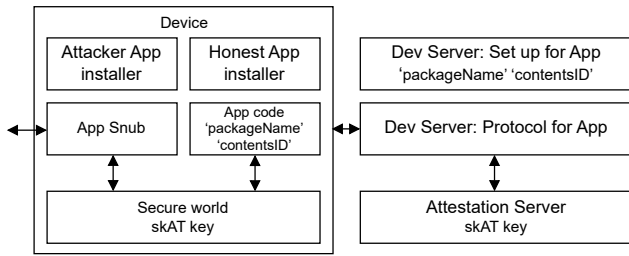 Device
Attacker App
installer
Honest App
installer
Dev Server: Set up for App
‘packageName’ ‘contentsID’
App Snub
App code
‘packageName’
‘contentsID’
Dev Server: Protocol for App
Secure world
skAT key
Attestation Server
skAT key